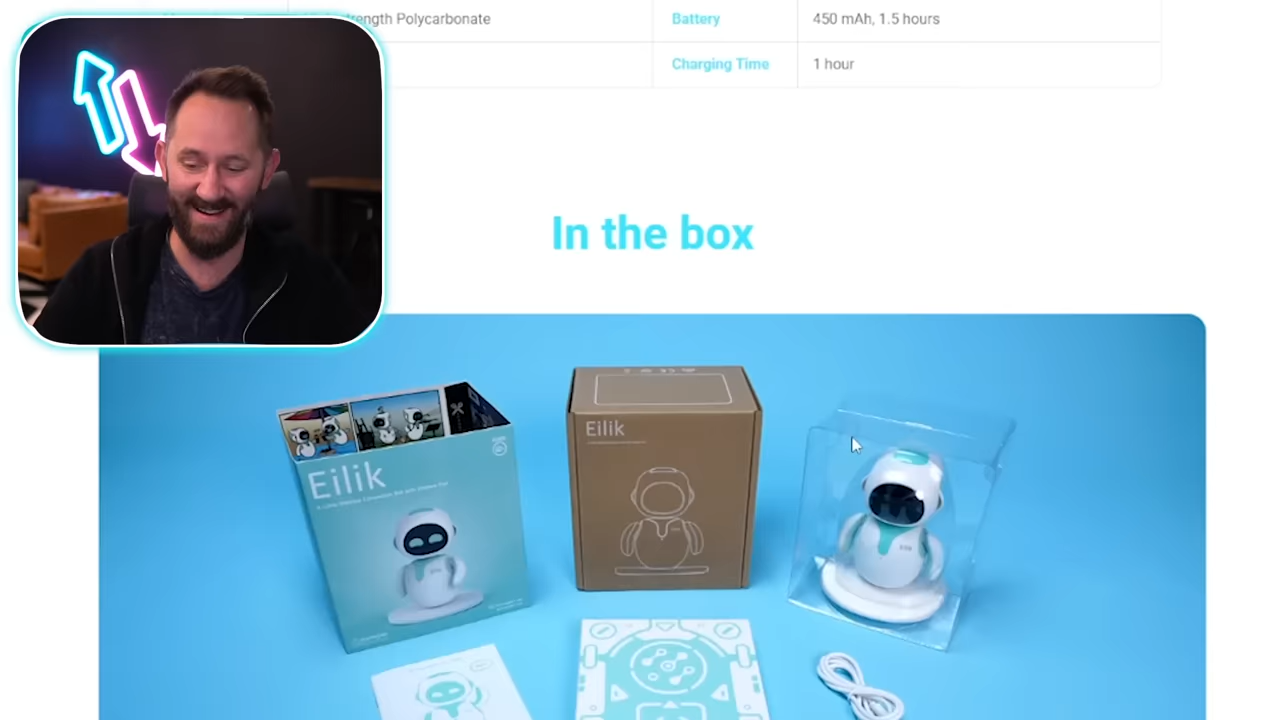 Strength Polycarbonate
Battery
450 mAh, 1.5 hours
Charging Time
1 hour
In the box
Eilik
Eilik